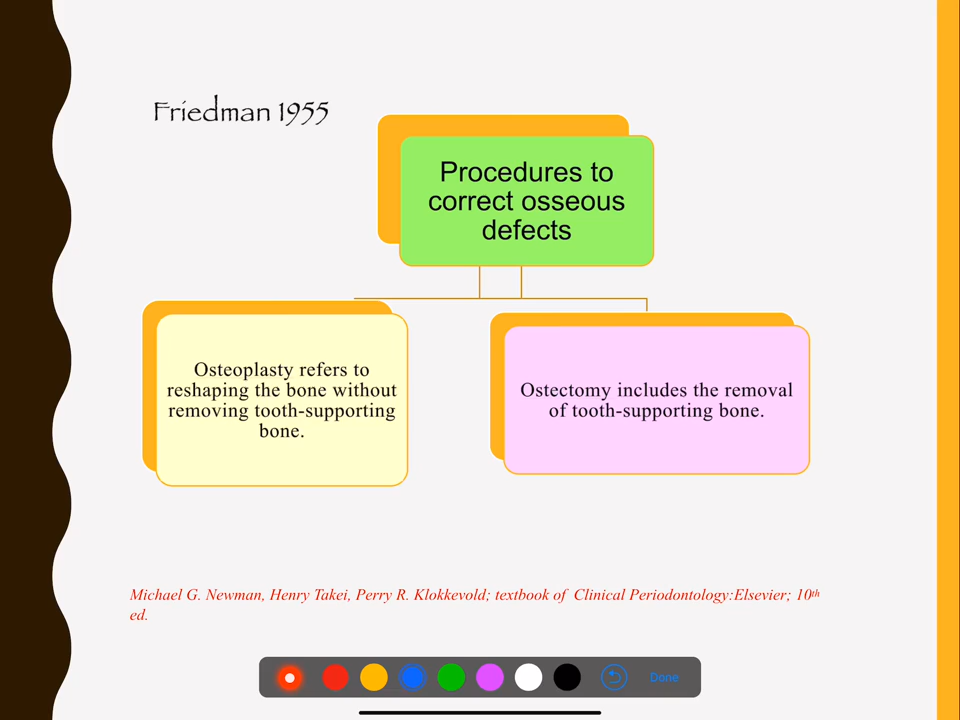 Friedman 1955
Procedures to
correct osseous
defects
Osteoplasty refers to
reshaping the bone without
removing tooth-supporting
bone.
Ostectomy includes the removal
of tooth-supporting bone.
Michael G. Newman, Henry Takei, Perry R. Klokkevold; textbook of Clinical Periodontology:Elsevier; 10th
ed.
Done